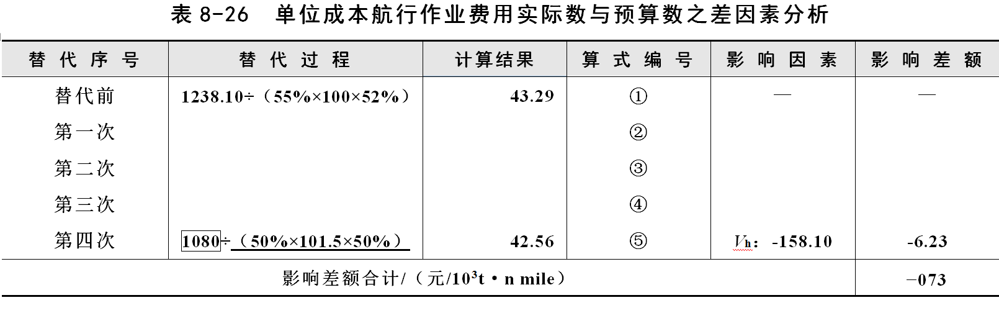 表 8-26 单位成本航行作业费用实际数与预算数之差因素分析
替代序号 替代过程 计算结果 算式编号 影响因素 影响差额
替代前 1238.10÷（55%×100×52%） 43.29 ① — —
第一次 ②
第二次 ③
第三次 ④
第四次 1080÷（50%×101.5×50%） 42.56 ⑤ Vh：-158.10 -6.23
影响差额合计/（元/10³t·n mile） −073